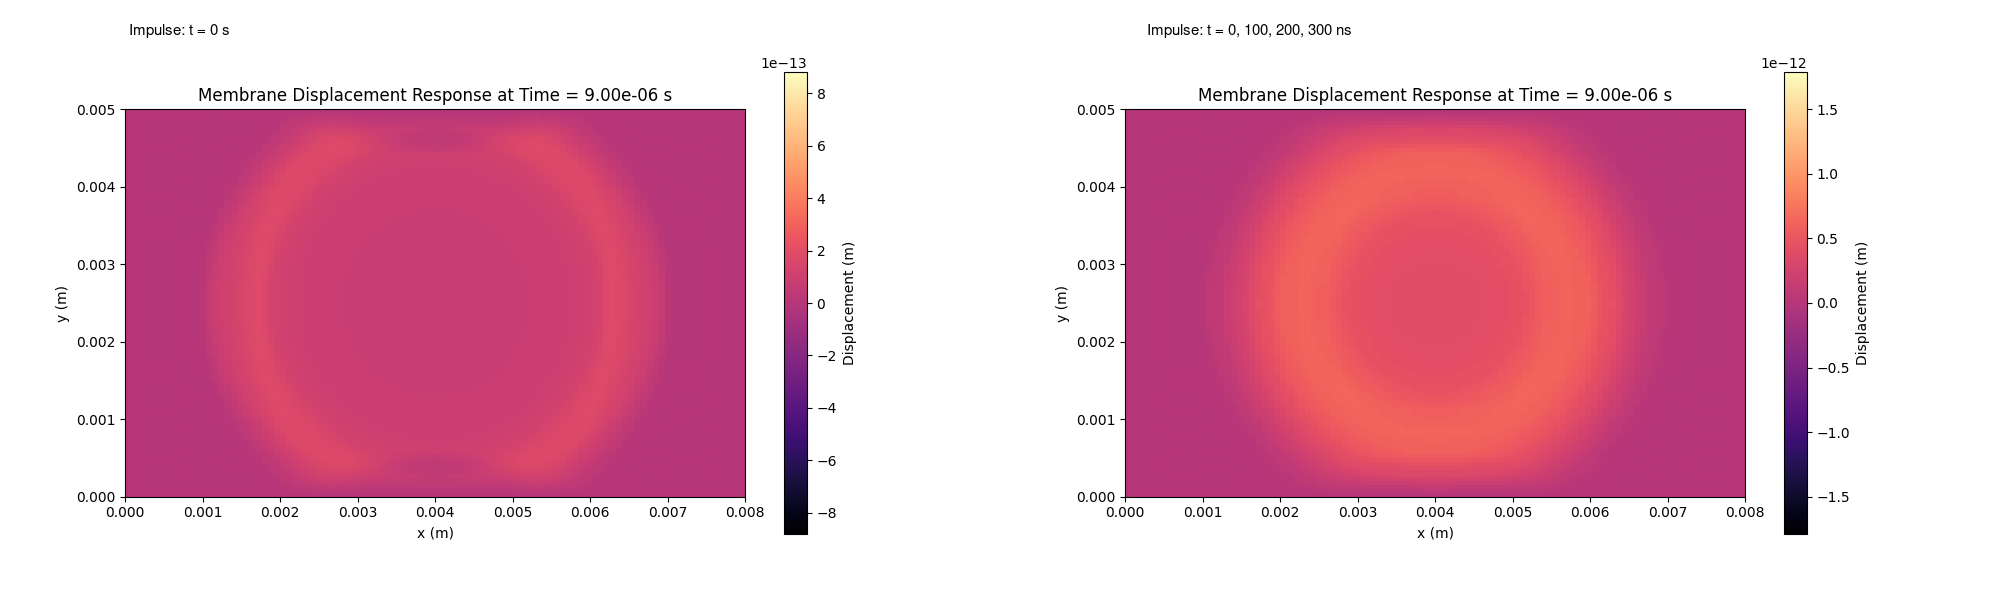 Impulse: t = 0 s
1e−13
Membrane Displacement Response at Time = 9.00e-06 s
0.005
0.004
0.003
0.002
0.001
0.000
y (m)
0.000 0.001 0.002 0.003 0.004 0.005 0.006 0.007 0.008
x (m)
8
6
4
2
0
−2
−4
−6
−8
Displacement (m)
Impulse: t = 0, 100, 200, 300 ns
1e−12
Membrane Displacement Response at Time = 9.00e-06 s
0.005
0.004
0.003
0.002
0.001
0.000
y (m)
0.000 0.001 0.002 0.003 0.004 0.005 0.006 0.007 0.008
x (m)
1.5
1.0
0.5
0.0
−0.5
−1.0
−1.5
Displacement (m)